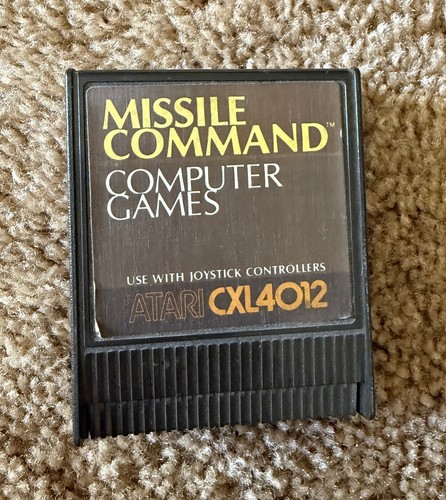 MISSILE
COMMAND™
COMPUTER
GAMES
USE WITH JOYSTICK CONTROLLERS
ATARI CXL4012